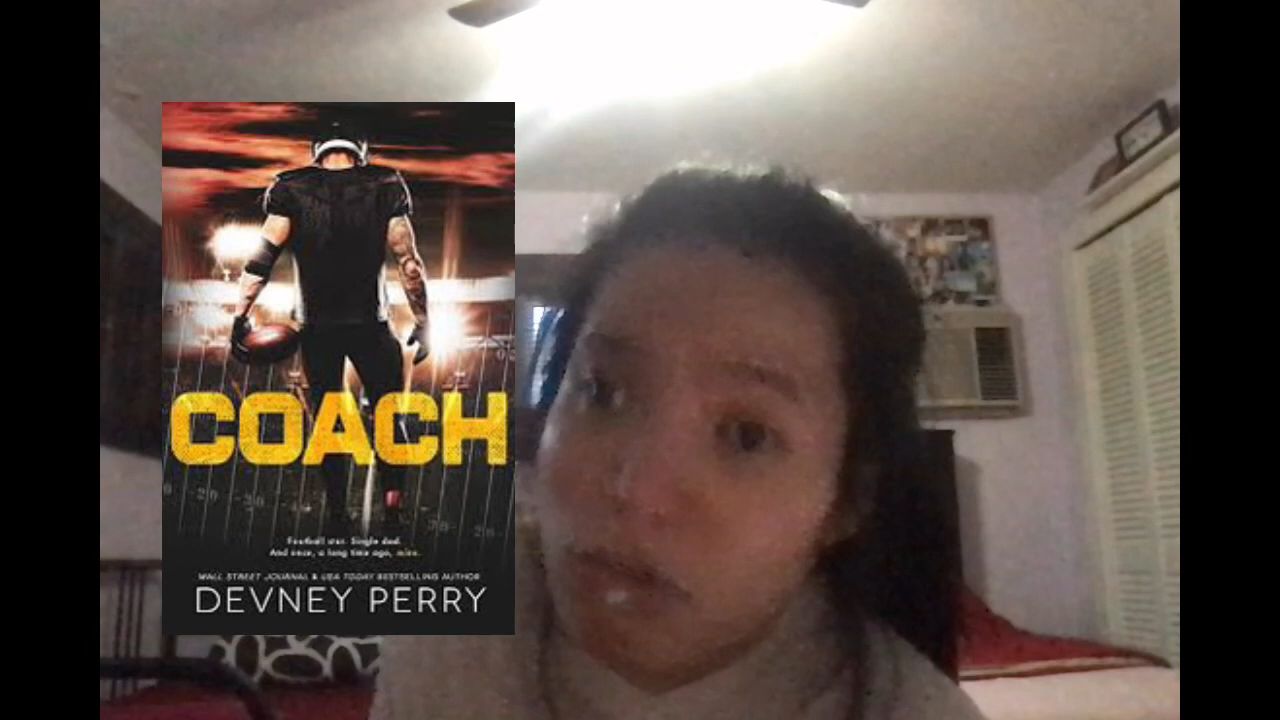 COACH
Football star. Single dad.
And once, a long time ago, mine.
WALL STREET JOURNAL & USA TODAY BESTSELLING AUTHOR
DEVNEY PERRY